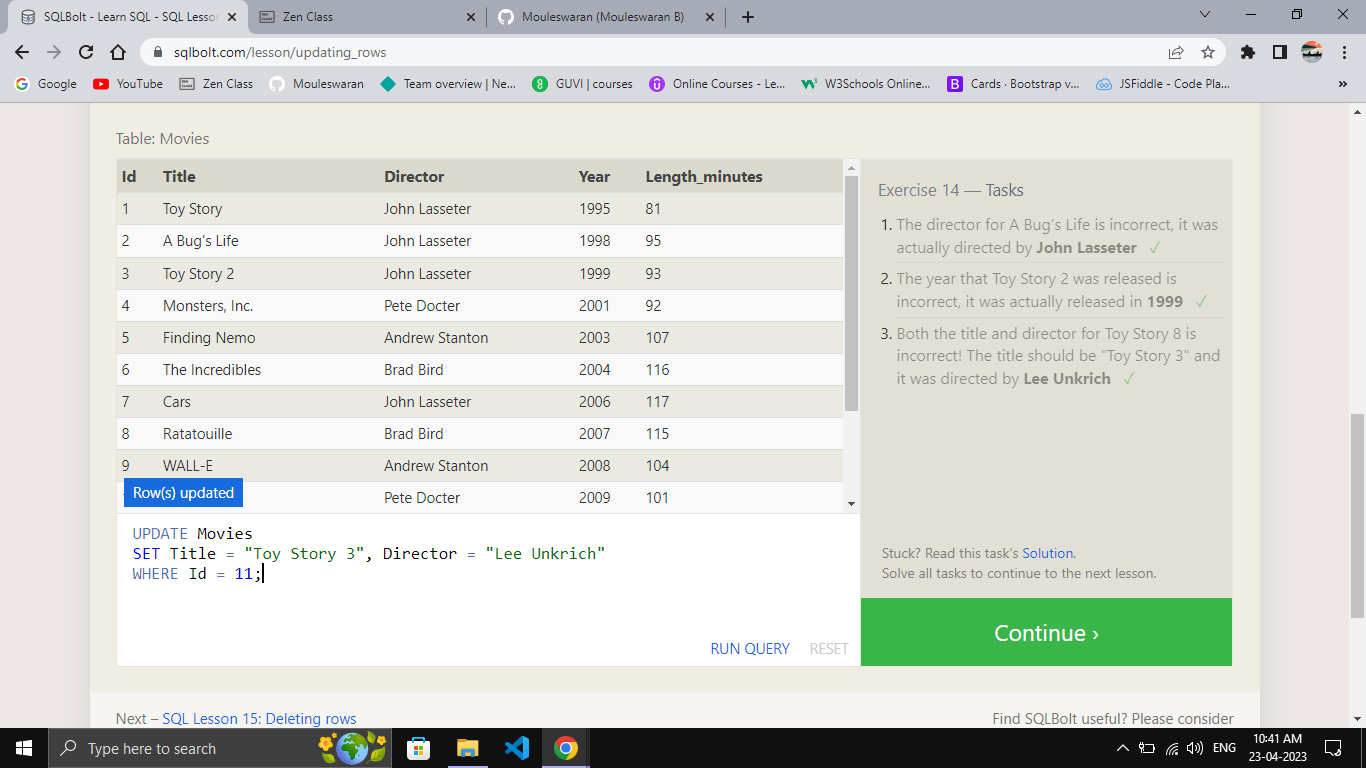 SQLBolt - Learn SQL - SQL Lesson
Zen Class
Mouleswaran (Mouleswaran B)
sqlbolt.com/lesson/updating_rows
Google YouTube Zen Class Mouleswaran Team overview | Ne... GUVI | courses Online Courses - Le... W3Schools Online... Cards · Bootstrap v... JSFiddle - Code Pla... »
Table: Movies
Id Title Director Year Length_minutes
1 Toy Story John Lasseter 1995 81
2 A Bug's Life John Lasseter 1998 95
3 Toy Story 2 John Lasseter 1999 93
4 Monsters, Inc. Pete Docter 2001 92
5 Finding Nemo Andrew Stanton 2003 107
6 The Incredibles Brad Bird 2004 116
7 Cars John Lasseter 2006 117
8 Ratatouille Brad Bird 2007 115
9 WALL-E Andrew Stanton 2008 104
Pete Docter 2009 101
Row(s) updated
UPDATE Movies
SET Title = "Toy Story 3", Director = "Lee Unkrich"
WHERE Id = 11;
RUN QUERY RESET
Exercise 14 — Tasks
1. The director for A Bug's Life is incorrect, it was
actually directed by John Lasseter ✓
2. The year that Toy Story 2 was released is
incorrect, it was actually released in 1999 ✓
3. Both the title and director for Toy Story 8 is
incorrect! The title should be "Toy Story 3" and
it was directed by Lee Unkrich ✓
Stuck? Read this task's Solution.
Solve all tasks to continue to the next lesson.
Continue ›
Next – SQL Lesson 15: Deleting rows
Find SQLBolt useful? Please consider
Type here to search
ENG
10:41 AM
23-04-2023